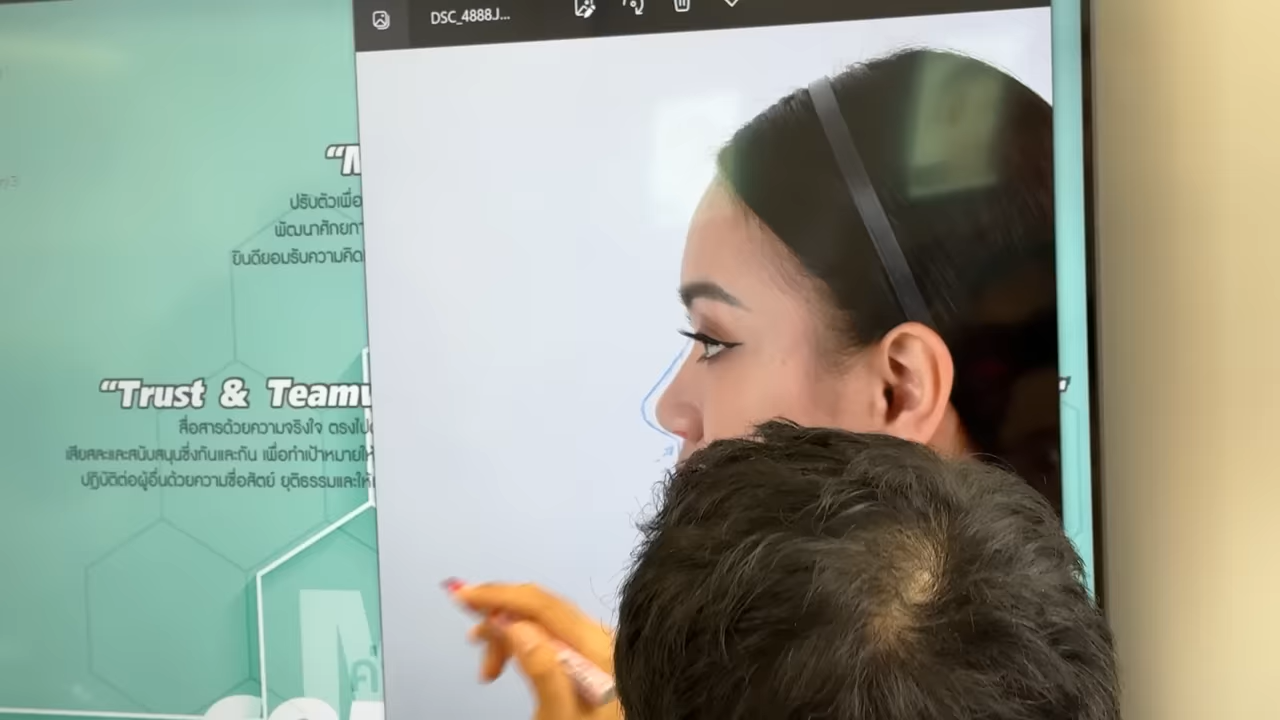 DSC_4888J...
ปรับตัวเพื่อ
พัฒนาศักยภา
ยินดียอมรับความคิด
“Trust & Team
สื่อสารด้วยความจริงใจ ตรงไป
เสียสละและสนับสนุนซึ่งกันและกัน เพื่อทำเป้าหมายให้
ปฏิบัติต่อผู้อื่นด้วยความซื่อสัตย์ ยุติธรรมและให้